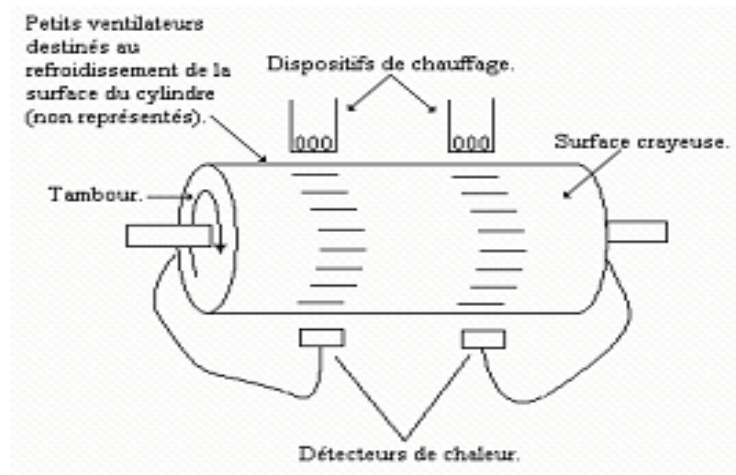 Petits ventilateurs
destinés au
refroidissement de la
surface du cylindre
(non représentés).
Dispositifs de chauffage.
Surface crayeuse.
Tambour.
Détecteurs de chaleur.